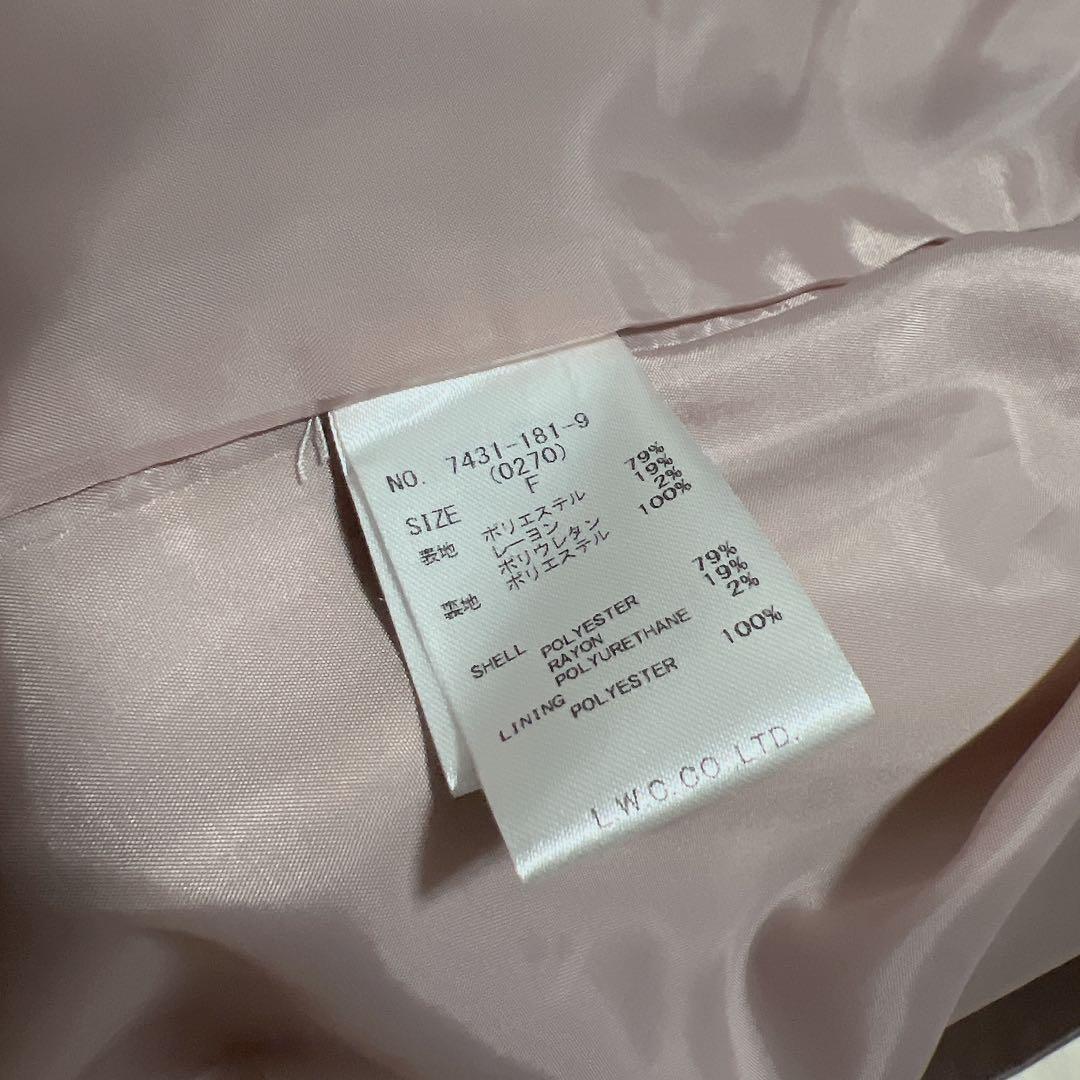 NO. 7431-181-9
(0270)
SIZE F
表地 ポリエステル 79%
レーヨン 19%
ポリウレタン 2%
裏地 ポリエステル 100%
SHELL POLYESTER 79%
RAYON 19%
POLYURETHANE 2%
LINING POLYESTER 100%
L.W.C.CO.LTD.